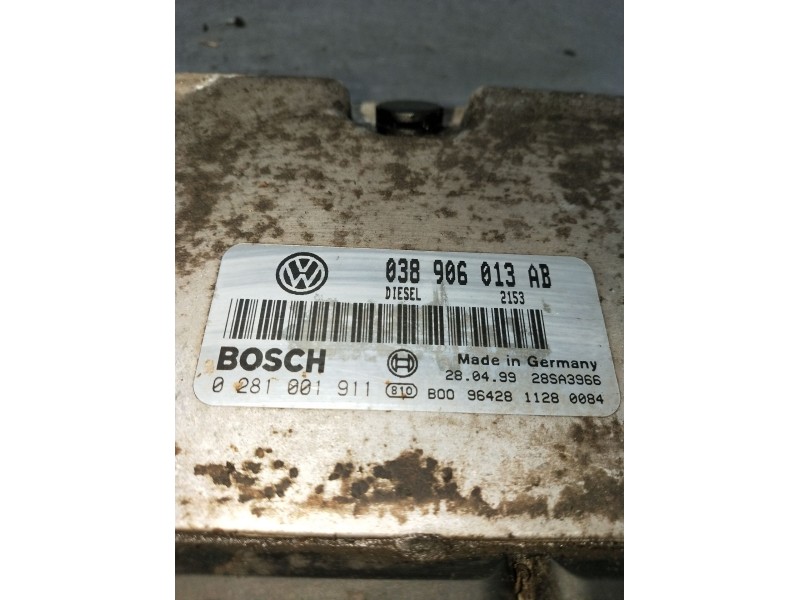 VW
038 906 013 AB
DIESEL 2153
BOSCH
Made in Germany
28.04.99 28SA3966
0 281 001 911 810 B00 96428 1128 0084